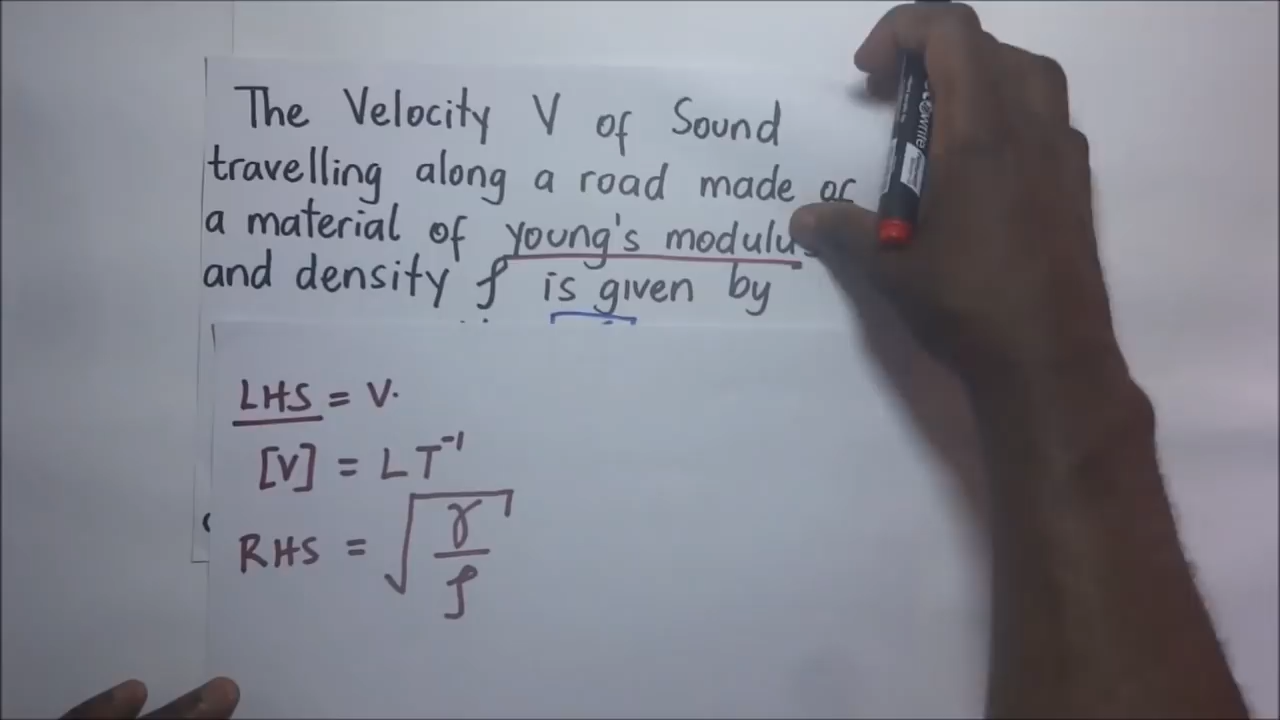 The Velocity V of Sound
travelling along a road made
a material of young's modulus
and density ρ is given by
LHS = V.
[V] = LT⁻¹
RHS = √(γ/ρ)